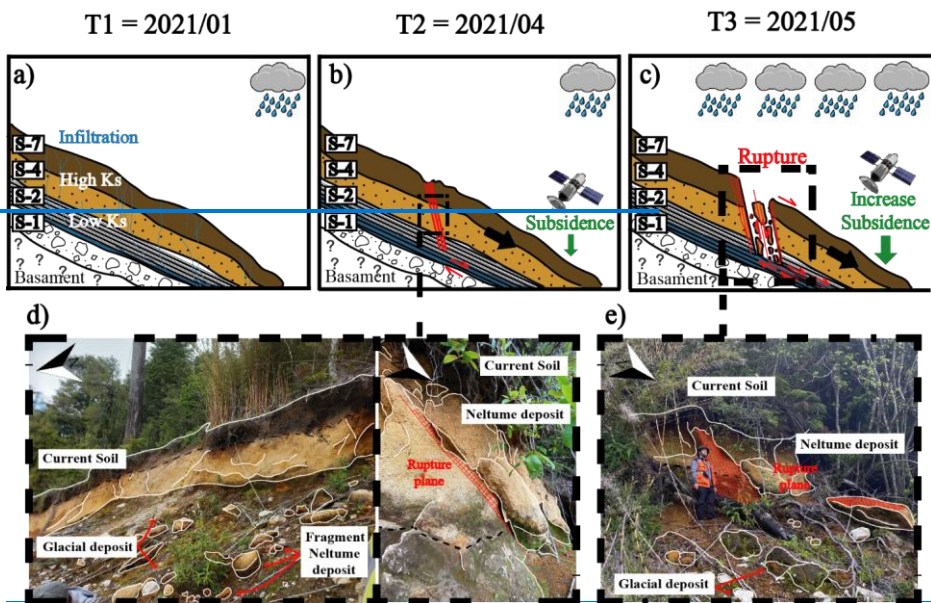 T1 = 2021/01
T2 = 2021/04
T3 = 2021/05
a)
Infiltration
S-7
S-4
S-2
S-1
High Ks
Low Ks
? ? ? ? ?
Basament
b)
S-7
S-4
S-2
S-1
Subsidence
? ? ? ? ?
Basament
c)
Rupture
S-7
S-4
S-2
S-1
Increase
Subsidence
? ? ? ? ?
Basament
d)
Current Soil
Glacial deposit
Fragment
Neltume
deposit
Current Soil
Neltume deposit
Rupture
plane
e)
Current Soil
Neltume deposit
Rupture
plane
Glacial deposit